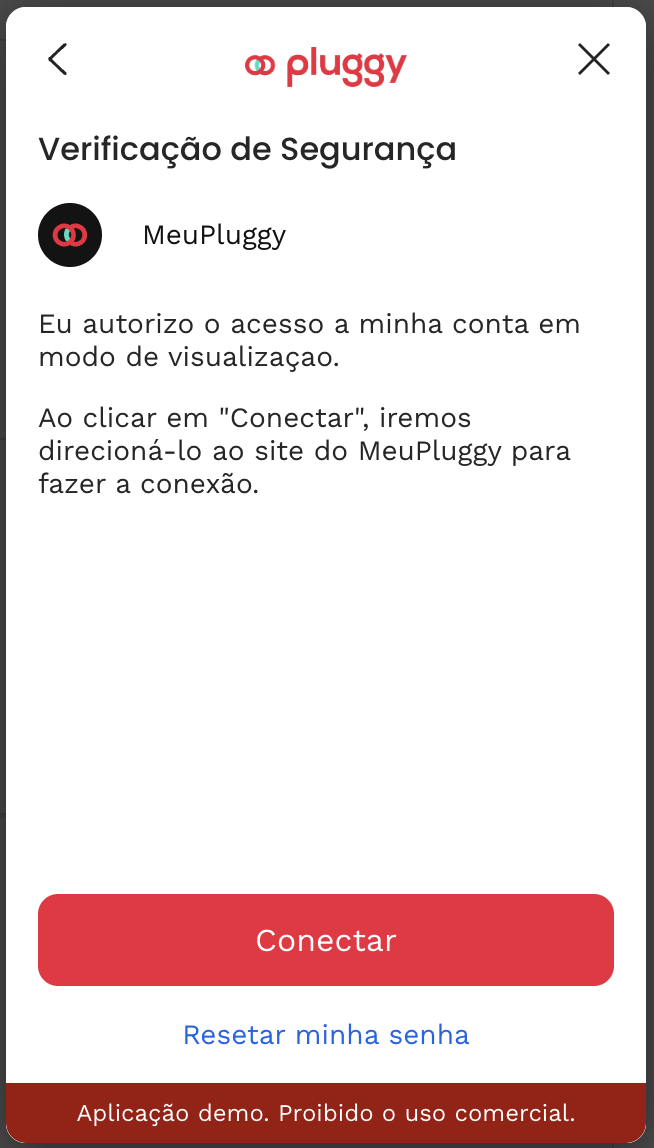 pluggy
Verificação de Segurança
MeuPluggy
Eu autorizo o acesso a minha conta em
modo de visualizaçao.
Ao clicar em "Conectar", iremos
direcioná-lo ao site do MeuPluggy para
fazer a conexão.
Conectar
Resetar minha senha
Aplicação demo. Proibido o uso comercial.